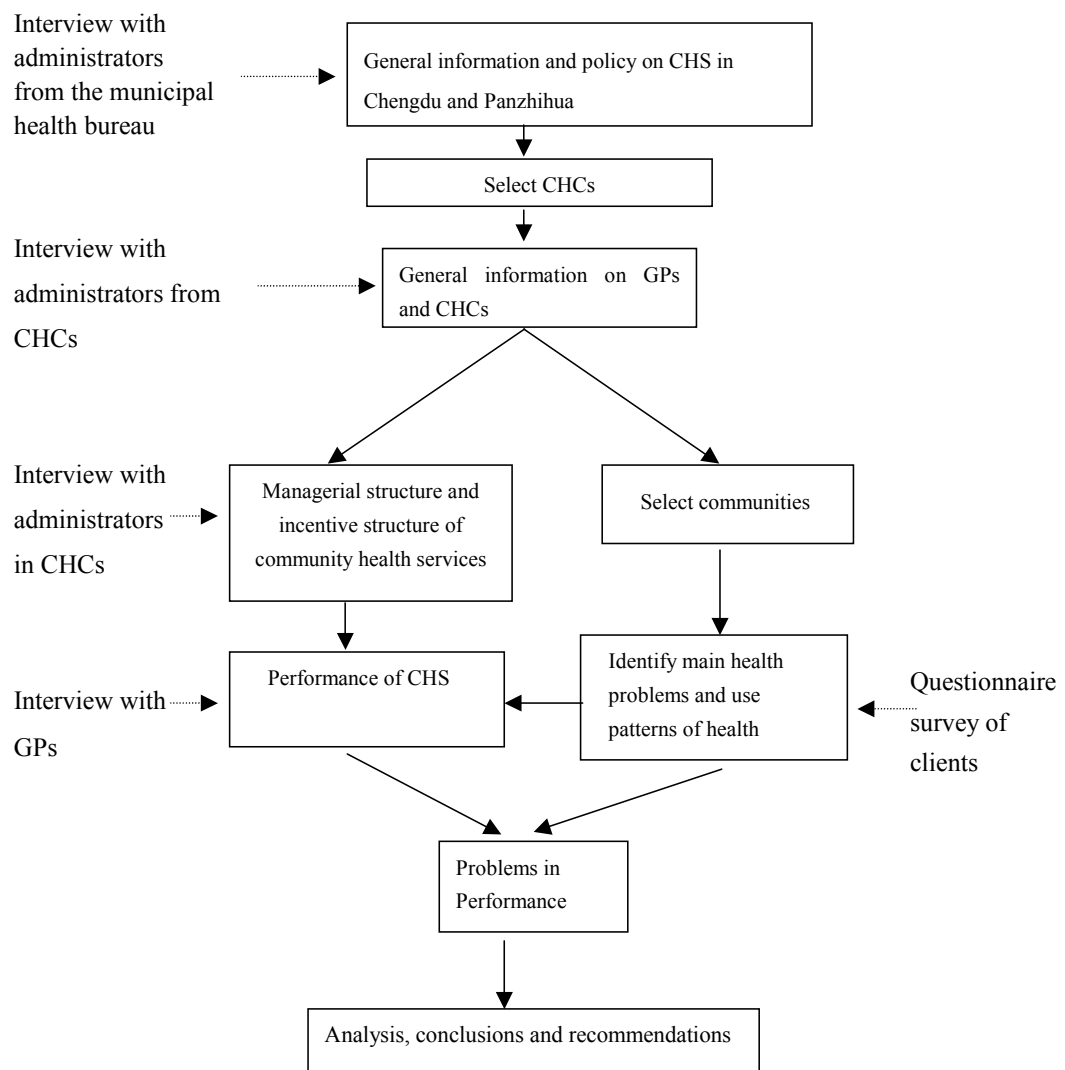 Interview with
administrators
from the municipal
health bureau
General information and policy on CHS in
Chengdu and Panzhihua
Select CHCs
Interview with
administrators from
CHCs
General information on GPs
and CHCs
Interview with
administrators
in CHCs
Managerial structure and
incentive structure of
community health services
Select communities
Interview with
GPs
Performance of CHS
Identify main health
problems and use
patterns of health
Questionnaire
survey of
clients
Problems in
Performance
Analysis, conclusions and recommendations